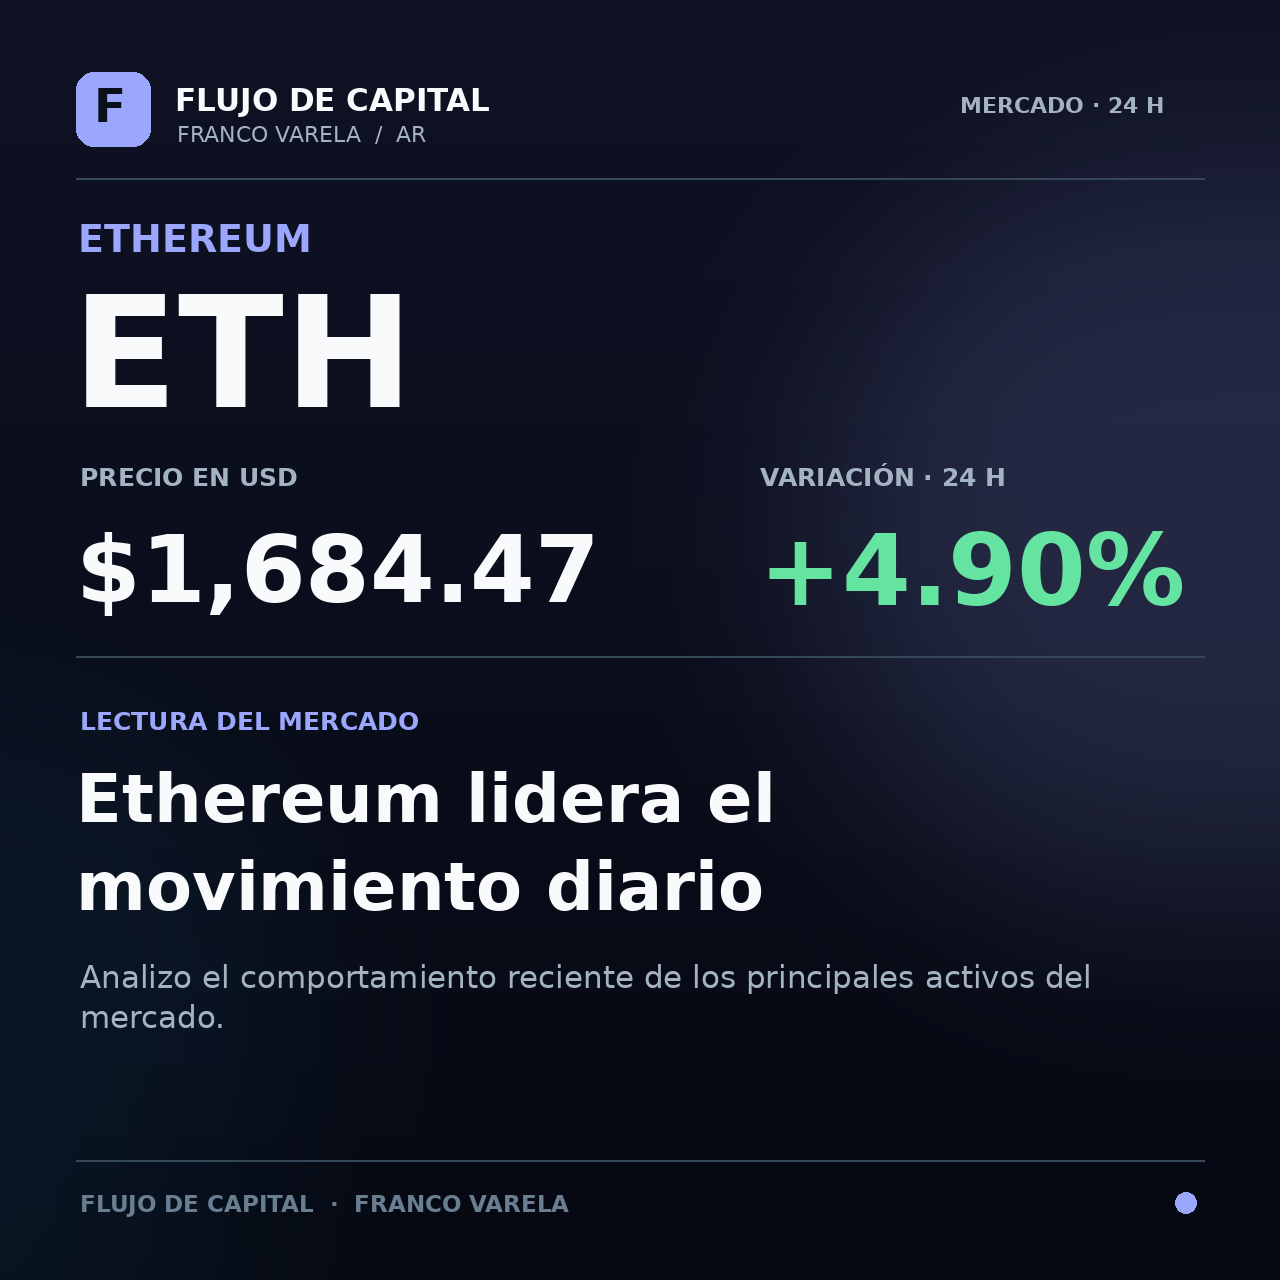 F
FLUJO DE CAPITAL
FRANCO VARELA / AR
MERCADO · 24 H
ETHEREUM
ETH
PRECIO EN USD
VARIACIÓN · 24 H
$1,684.47
+4.90%
LECTURA DEL MERCADO
Ethereum lidera el
movimiento diario
Analizo el comportamiento reciente de los principales activos del
mercado.
FLUJO DE CAPITAL · FRANCO VARELA